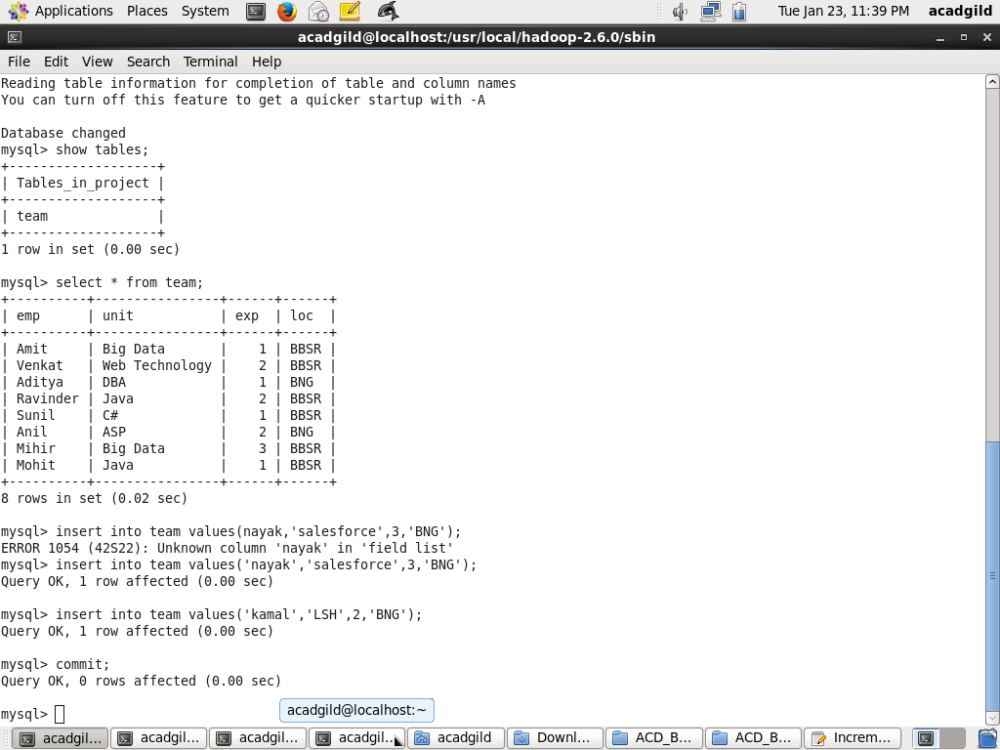 Applications Places System Tue Jan 23, 11:39 PM acadgild
acadgild@localhost:/usr/local/hadoop-2.6.0/sbin
File Edit View Search Terminal Help
Reading table information for completion of table and column names
You can turn off this feature to get a quicker startup with -A
Database changed
mysql> show tables;
+-------------------+
| Tables_in_project |
+-------------------+
| team              |
+-------------------+
1 row in set (0.00 sec)
mysql> select * from team;
+----------+----------------+------+------+
| emp      | unit           | exp  | loc  |
+----------+----------------+------+------+
| Amit     | Big Data       |    1 | BBSR |
| Venkat   | Web Technology |    2 | BBSR |
| Aditya   | DBA            |    1 | BNG  |
| Ravinder | Java           |    2 | BBSR |
| Sunil    | C#             |    1 | BBSR |
| Anil     | ASP            |    2 | BNG  |
| Mihir    | Big Data       |    3 | BBSR |
| Mohit    | Java           |    1 | BBSR |
+----------+----------------+------+------+
8 rows in set (0.02 sec)
mysql> insert into team values(nayak,'salesforce',3,'BNG');
ERROR 1054 (42S22): Unknown column 'nayak' in 'field list'
mysql> insert into team values('nayak','salesforce',3,'BNG');
Query OK, 1 row affected (0.00 sec)
mysql> insert into team values('kamal','LSH',2,'BNG');
Query OK, 1 row affected (0.00 sec)
mysql> commit;
Query OK, 0 rows affected (0.00 sec)
mysql>
acadgild@localhost:~
acadgil... acadgil... acadgil... acadgil... acadgild Downl... ACD_B... ACD_B... Increm...